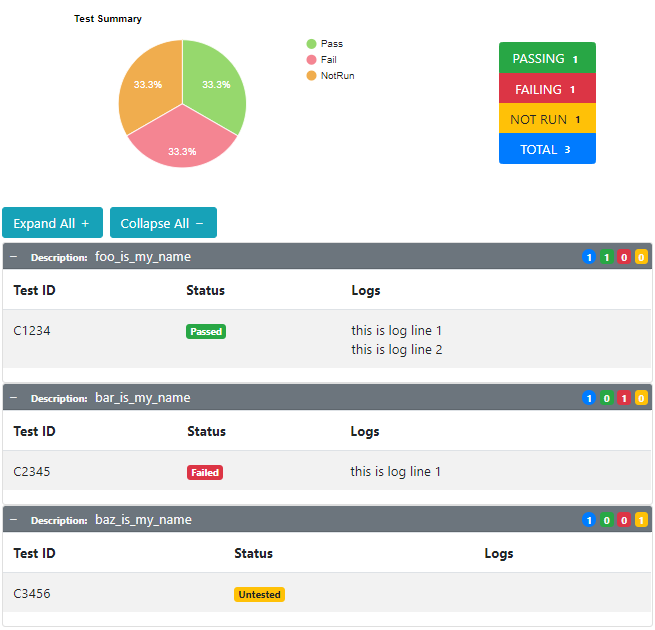 Test Summary
33.3%
33.3%
33.3%
Pass
Fail
NotRun
PASSING 1
FAILING 1
NOT RUN 1
TOTAL 3
Expand All +
Collapse All −
− Description: foo_is_my_name 1 1 0 0
Test ID Status Logs
C1234 Passed this is log line 1
this is log line 2
− Description: bar_is_my_name 1 0 1 0
Test ID Status Logs
C2345 Failed this is log line 1
− Description: baz_is_my_name 1 0 0 1
Test ID Status Logs
C3456 Untested